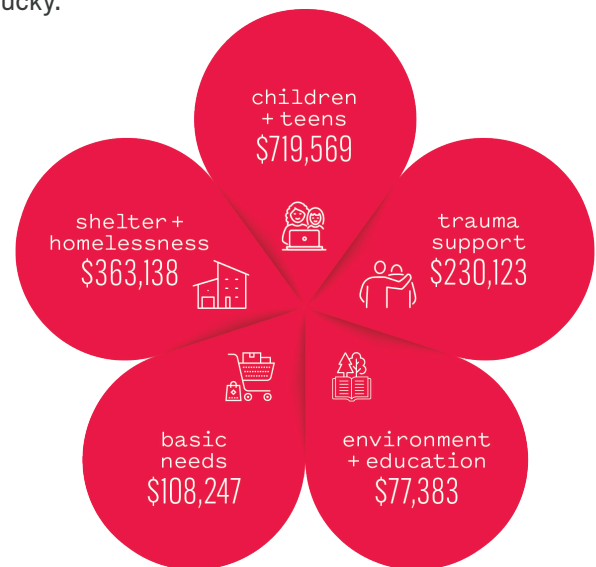 ucky.
children
+ teens
$719,569
shelter +
homelessness
$363,138
trauma
support
$230,123
basic
needs
$108,247
environment
+ education
$77,383